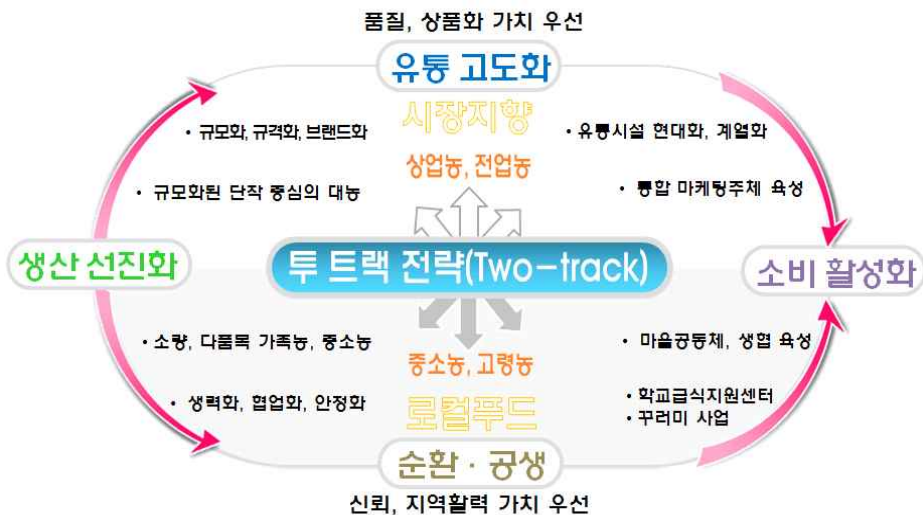 품질, 상품화 가치 우선
유통 고도화
시장지향
• 규모화, 규격화, 브랜드화
• 유통시설 현대화, 계열화
상업농, 전업농
• 규모화된 단작 중심의 대농
• 통합 마케팅주체 육성
생산 선진화
투 트랙 전략(Two-track)
소비 활성화
• 소량, 다품목 가족농, 중소농
• 마을공동체, 생협 육성
중소농, 고령농
• 생력화, 협업화, 안정화
• 학교급식지원센터
• 꾸러미 사업
로컬푸드
순환 · 공생
신뢰, 지역활력 가치 우선